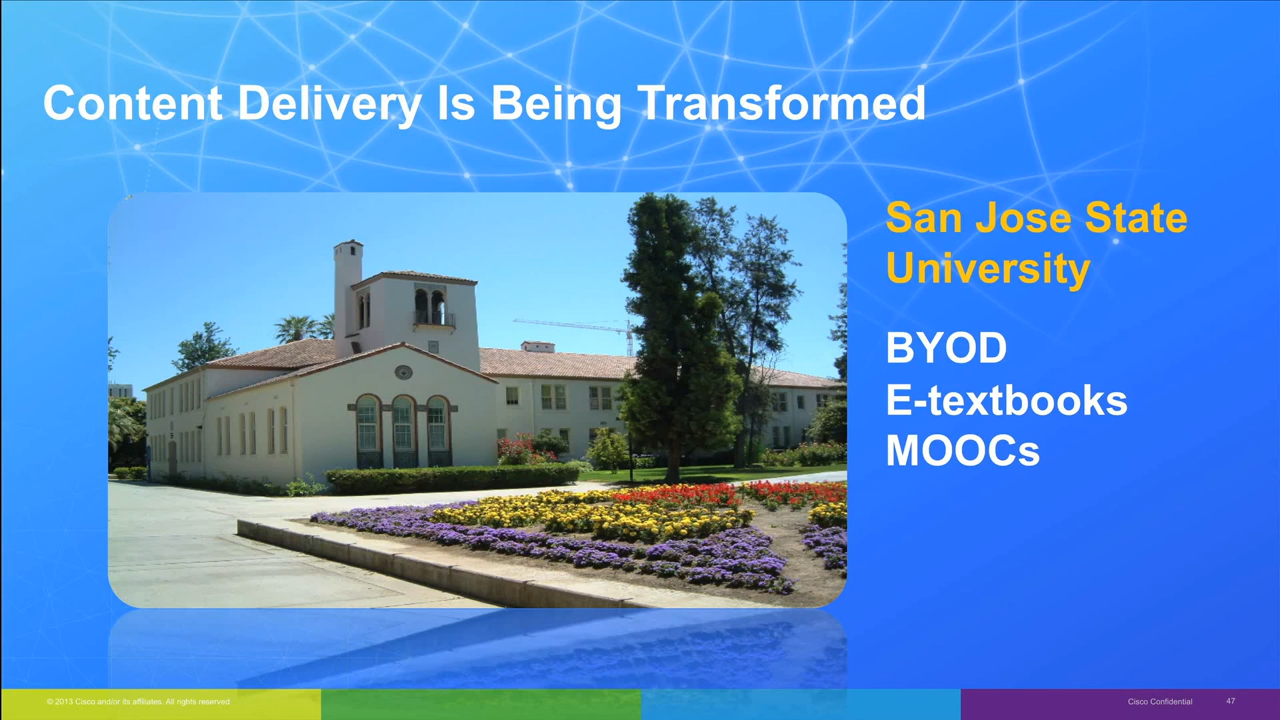 Content Delivery Is Being Transformed
San Jose State
University
BYOD
E-textbooks
MOOCs
© 2013 Cisco and/or its affiliates. All rights reserved.
Cisco Confidential
47